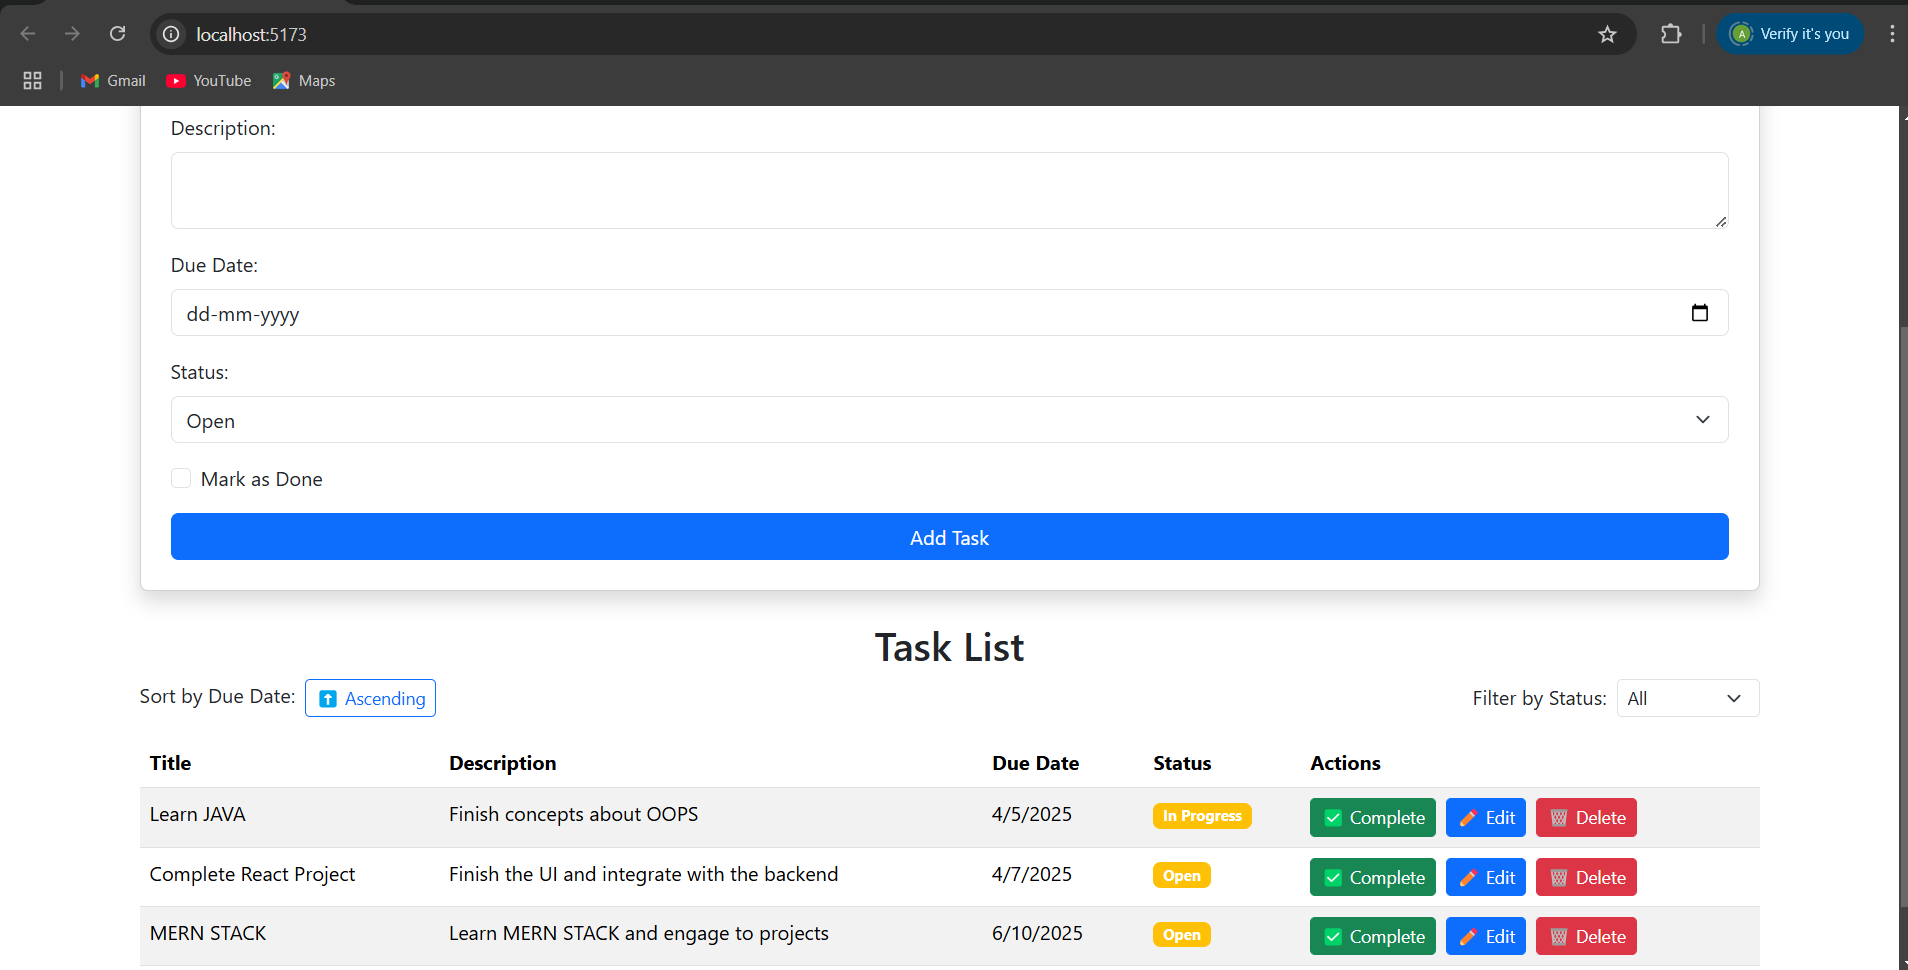 localhost:5173
A Verify it's you
Gmail YouTube Maps
Description:
Due Date:
dd-mm-yyyy
Status:
Open
Mark as Done
Add Task
Task List
Sort by Due Date: Ascending Filter by Status: All
Title Description Due Date Status Actions
Learn JAVA Finish concepts about OOPS 4/5/2025 In Progress Complete Edit Delete
Complete React Project Finish the UI and integrate with the backend 4/7/2025 Open Complete Edit Delete
MERN STACK Learn MERN STACK and engage to projects 6/10/2025 Open Complete Edit Delete